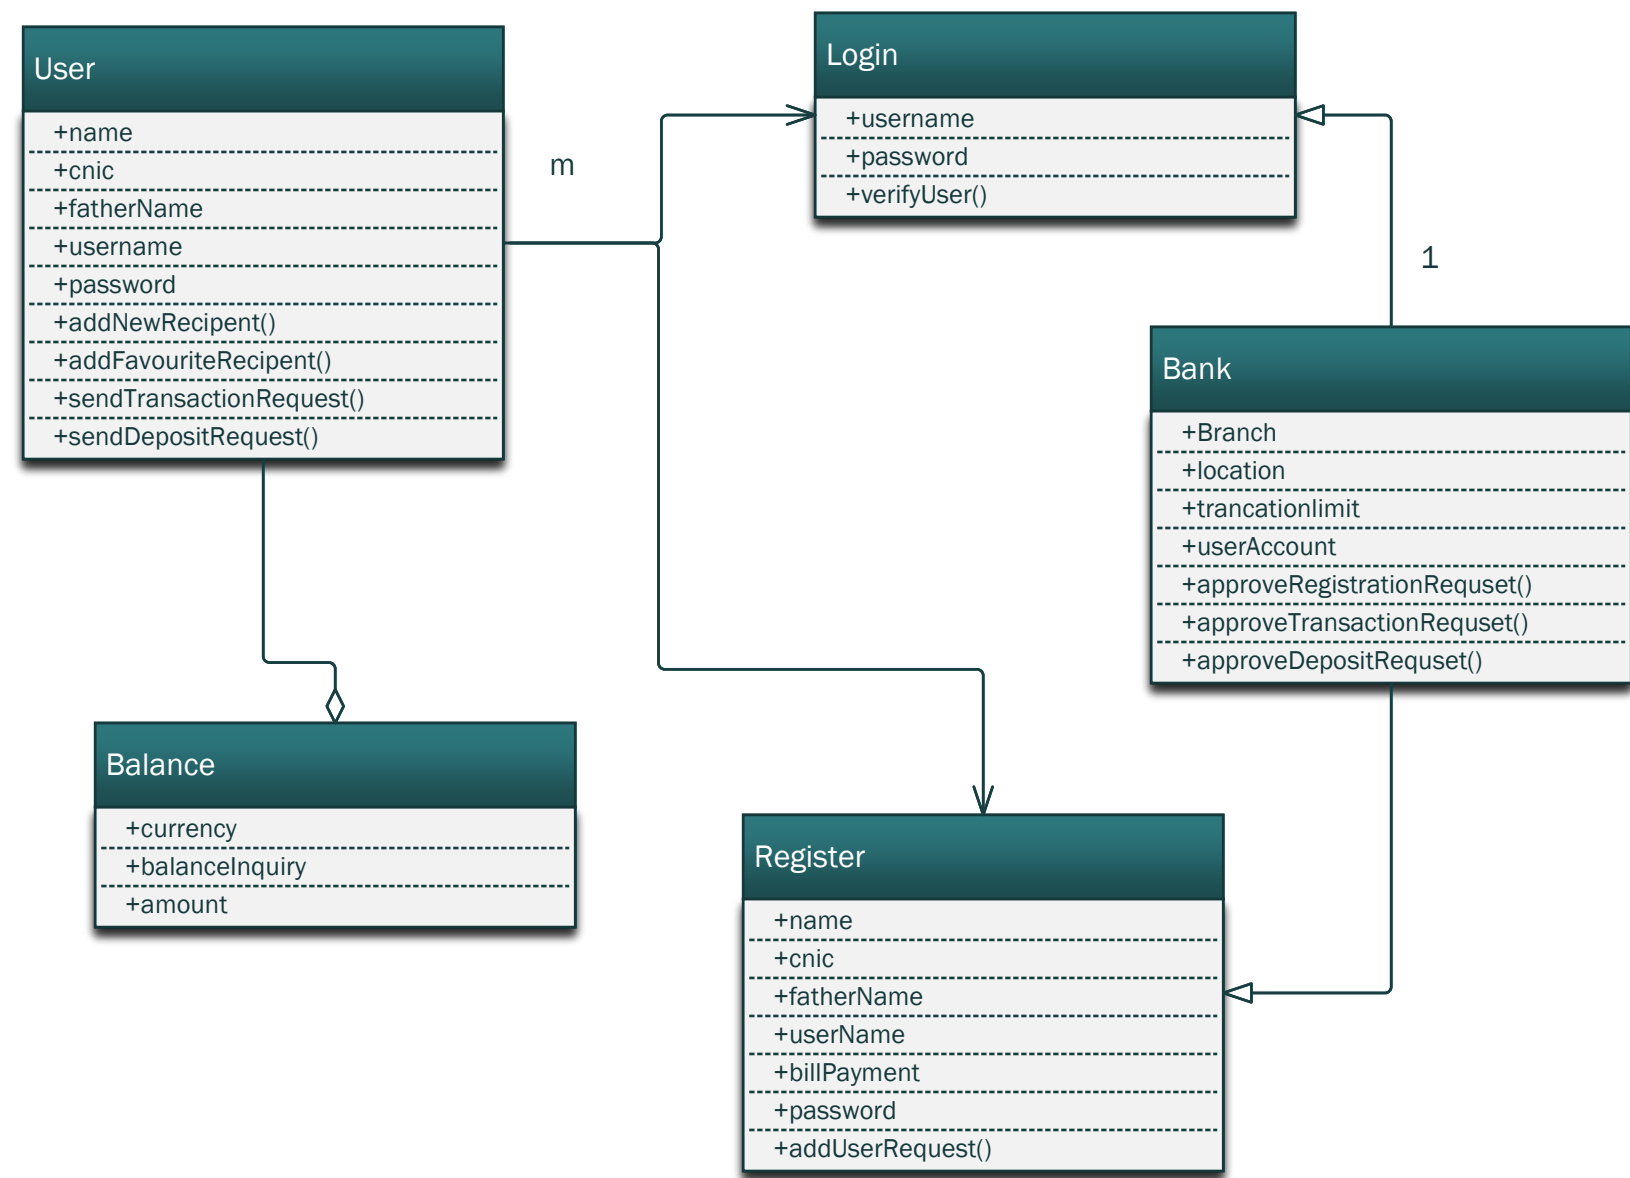 User
+name
+cnic
+fatherName
+username
+password
+addNewRecipent()
+addFavouriteRecipent()
+sendTransactionRequest()
+sendDepositRequest()
m
Login
+username
+password
+verifyUser()
1
Bank
+Branch
+location
+trancationlimit
+userAccount
+approveRegistrationRequset()
+approveTransactionRequset()
+approveDepositRequset()
Balance
+currency
+balanceInquiry
+amount
Register
+name
+cnic
+fatherName
+userName
+billPayment
+password
+addUserRequest()